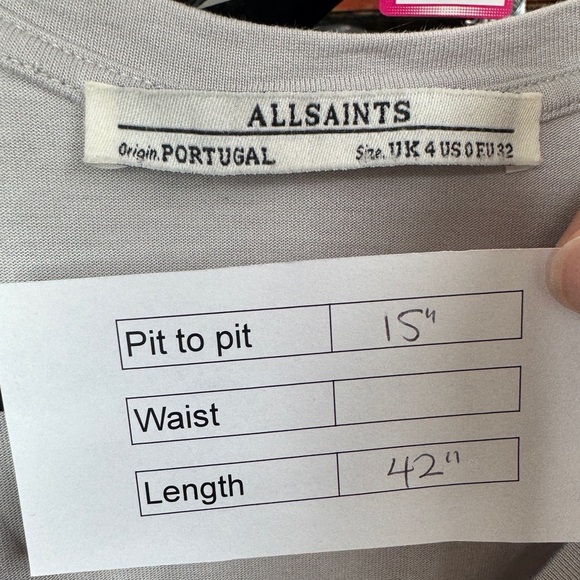 ALLSAINTS
Origin. PORTUGAL Size. UK 4 US 0 EU 32
Pit to pit 15"
Waist
Length 42"